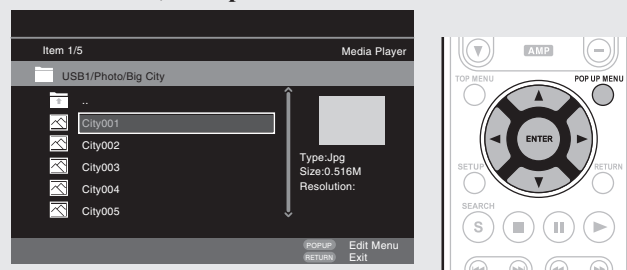 Item 1/5 Media Player
USB1/Photo/Big City
..
City001
City002
City003
City004
City005
Type:Jpg
Size:0.516M
Resolution:
POPUP Edit Menu
RETURN Exit
AMP
TOP MENU POP UP MENU
ENTER
SETUP RETURN
SEARCH
S